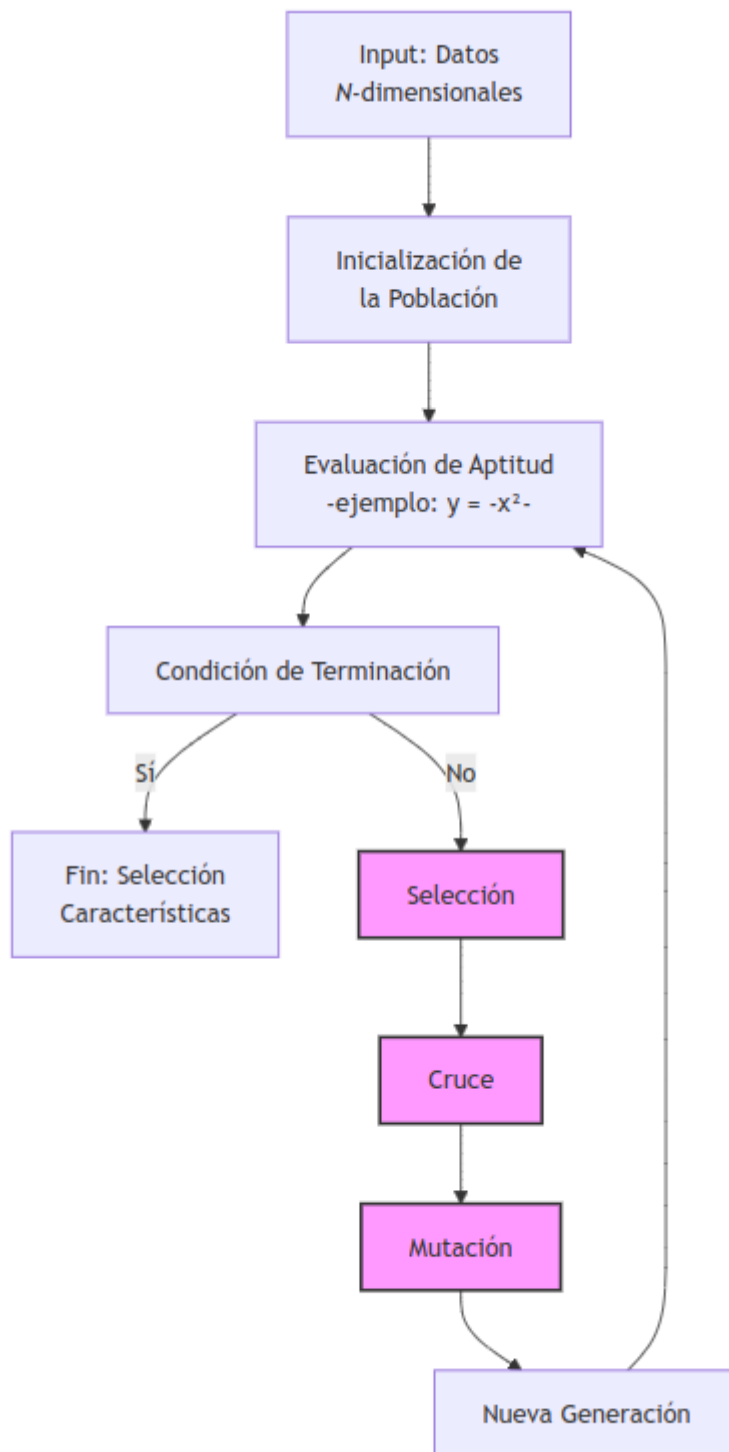 Input: Datos
N-dimensionales
Inicialización de
la Población
Evaluación de Aptitud
-ejemplo: y = -x²-
Condición de Terminación
Sí
No
Fin: Selección
Características
Selección
Cruce
Mutación
Nueva Generación